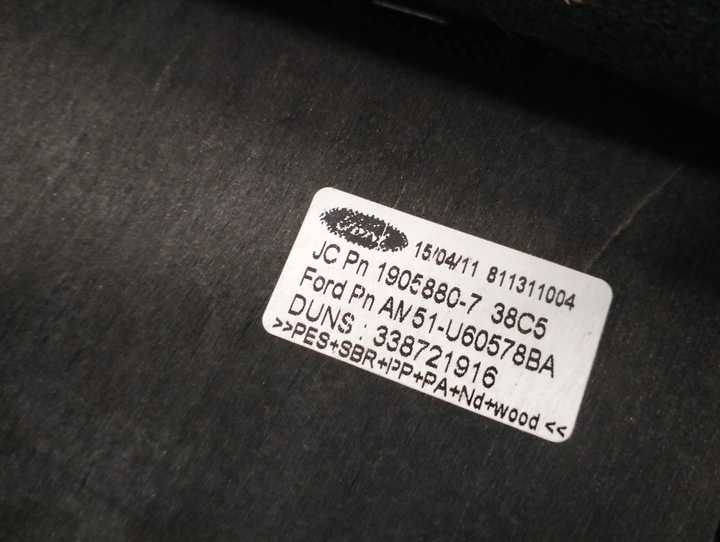 Ford 15/04/11 811311004
JC Pn 1905880-7 38C5
Ford Pn AM51-U60578BA
DUNS : 338721916
>>PES+SBR+PP+PA+Nd+wood <<